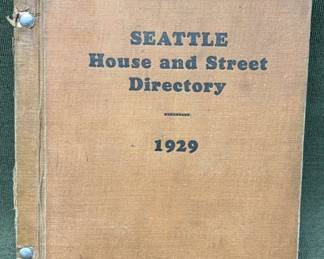 SEATTLE
House and Street
Directory
1929